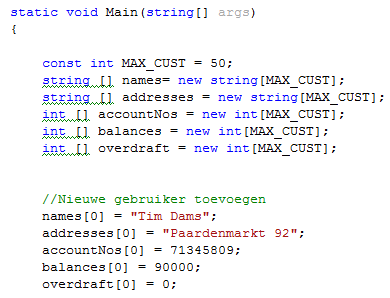 static void Main(string[] args)
{
const int MAX_CUST = 50;
string [] names= new string[MAX_CUST];
string [] addresses = new string[MAX_CUST];
int [] accountNos = new int[MAX_CUST];
int [] balances = new int[MAX_CUST];
int [] overdraft = new int[MAX_CUST];
//Nieuwe gebruiker toevoegen
names[0] = "Tim Dams";
addresses[0] = "Paardenmarkt 92";
accountNos[0] = 71345809;
balances[0] = 90000;
overdraft[0] = 0;